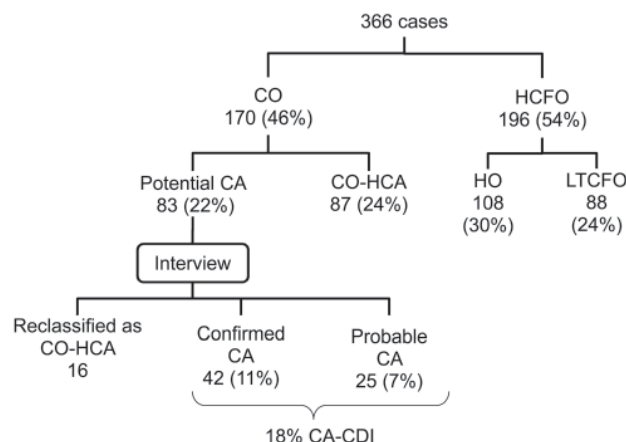 366 cases
CO
170 (46%)
HCFO
196 (54%)
Potential CA
83 (22%)
CO-HCA
87 (24%)
HO
108
(30%)
LTCFO
88
(24%)
Interview
Reclassified as
CO-HCA
16
Confirmed
CA
42 (11%)
Probable
CA
25 (7%)
18% CA-CDI